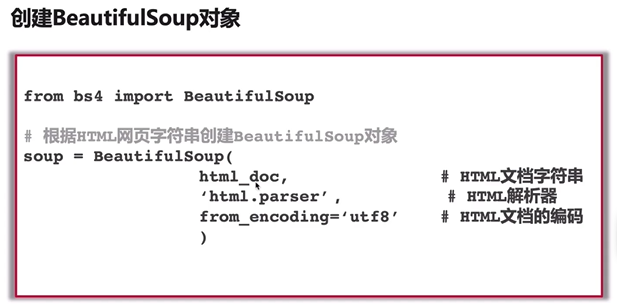 创建BeautifulSoup对象
from bs4 import BeautifulSoup
# 根据HTML网页字符串创建BeautifulSoup对象
soup = BeautifulSoup(
html_doc, # HTML文档字符串
‘html.parser’, # HTML解析器
from_encoding=‘utf8’ # HTML文档的编码
)